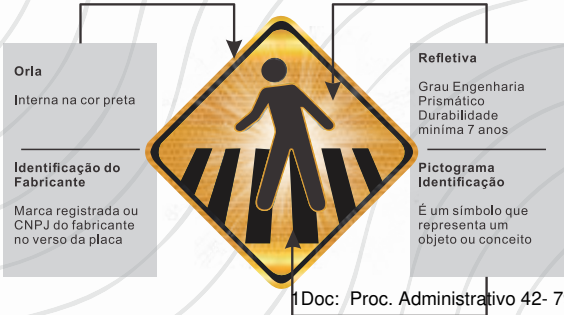 Orla
Interna na cor preta
Identificação do
Fabricante
Marca registrada ou
CNPJ do fabricante
no verso da placa
Refletiva
Grau Engenharia
Prismático
Durabilidade
miníma 7 anos
Pictograma
Identificação
É um símbolo que
representa um
objeto ou conceito
1Doc: Proc. Administrativo 42- 7